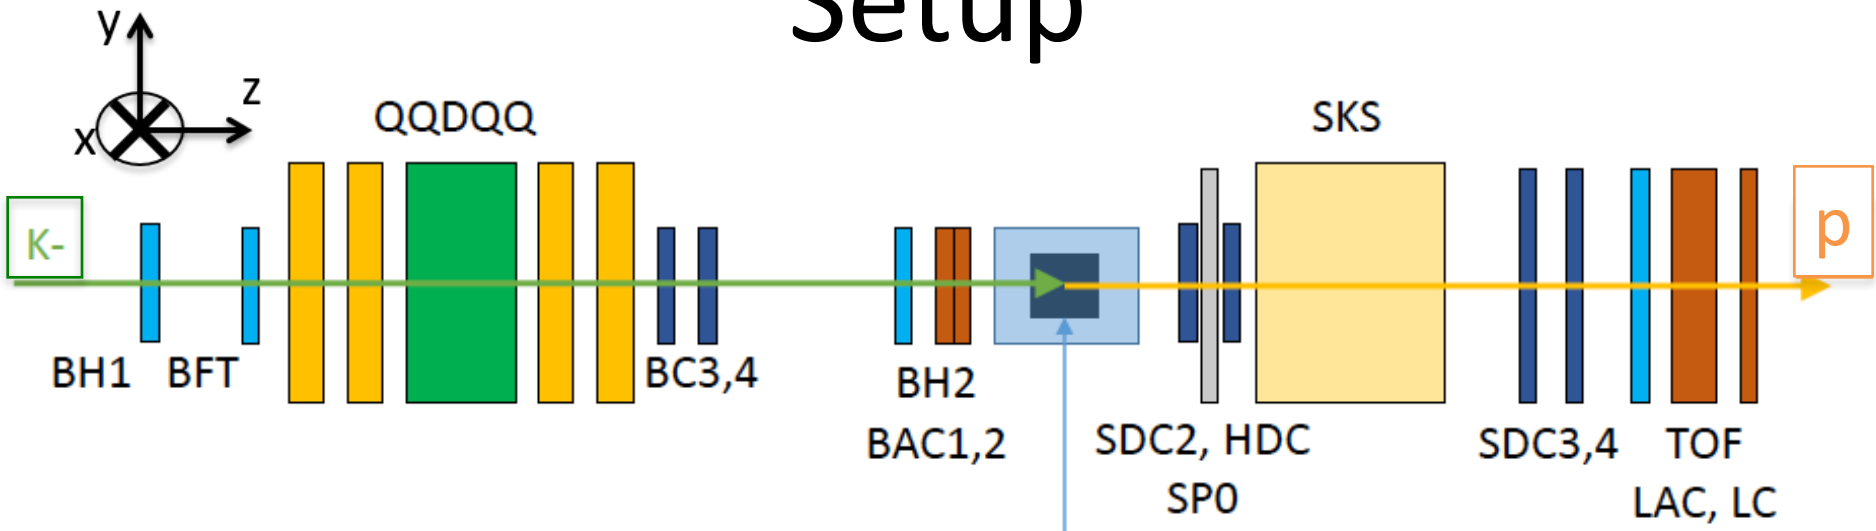 Setup
y
z
x
QQDQQ
SKS
K-
p
BH1 BFT
BC3,4
BH2
BAC1,2
SDC2, HDC
SP0
SDC3,4
TOF
LAC, LC